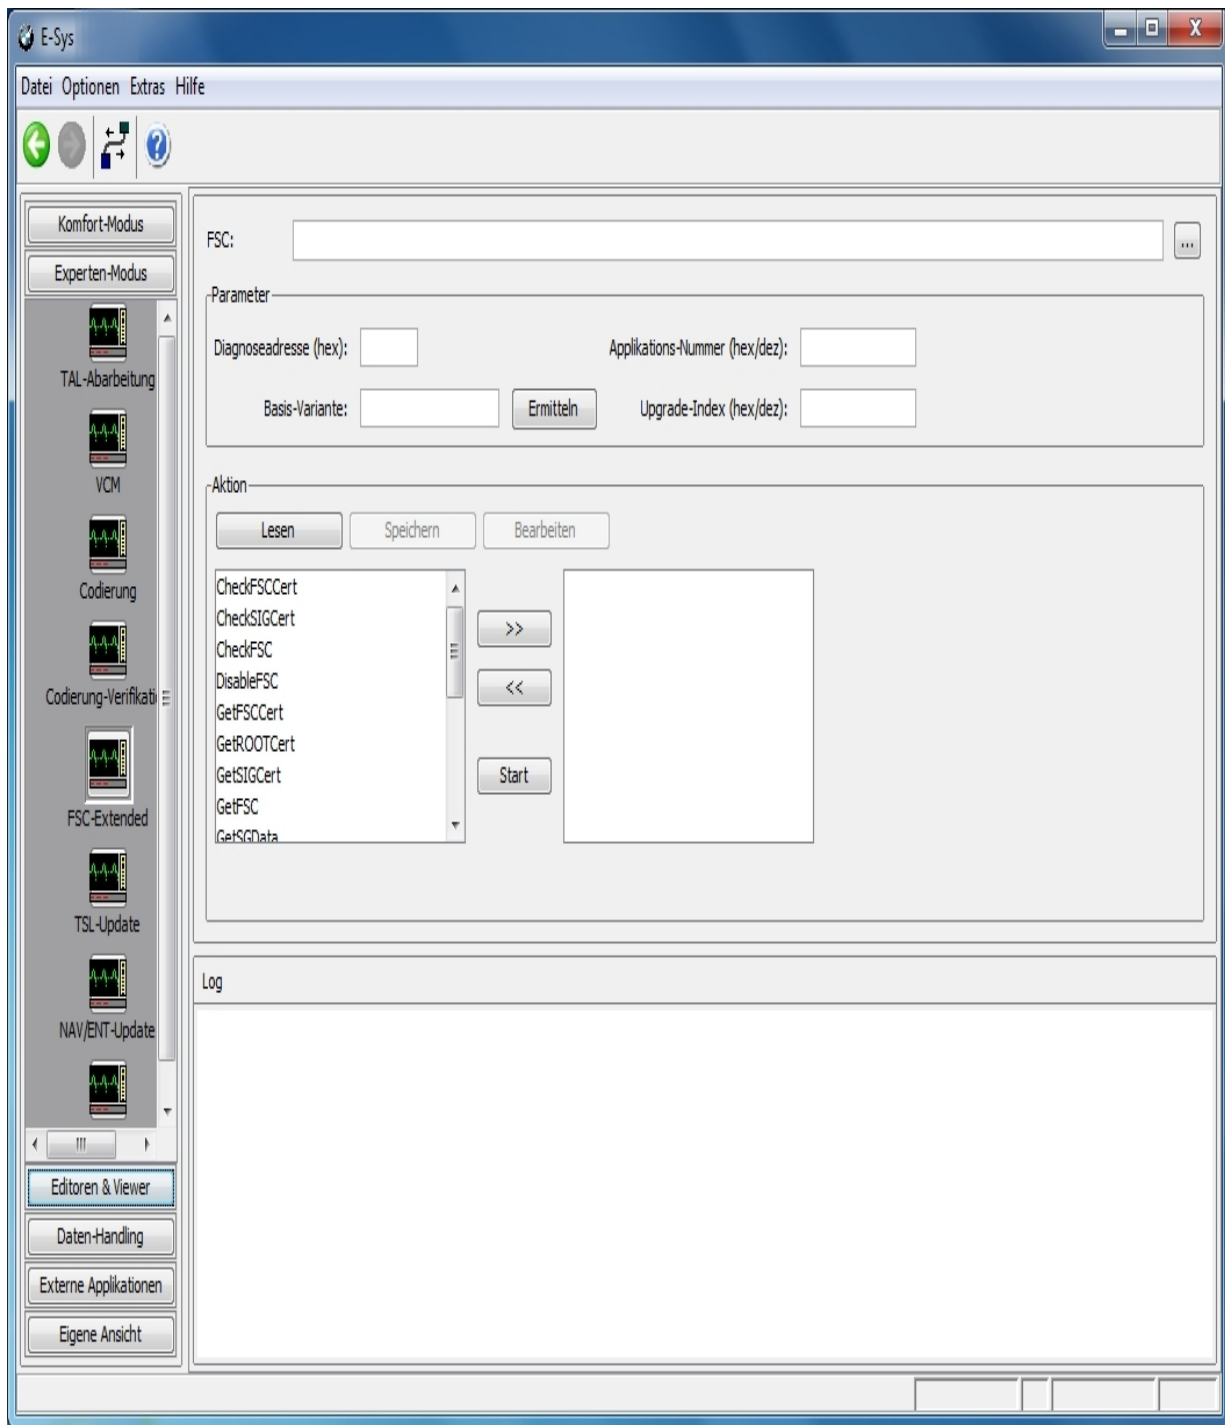 E-Sys
Datei Optionen Extras Hilfe
Komfort-Modus
Experten-Modus
TAL-Abarbeitung
VCM
Codierung
Codierung-Verifikati
FSC-Extended
TSL-Update
NAV/ENT-Update
Editoren & Viewer
Daten-Handling
Externe Applikationen
Eigene Ansicht
FSC:
...
Parameter
Diagnoseadresse (hex):
Applikations-Nummer (hex/dez):
Basis-Variante:
Ermitteln
Upgrade-Index (hex/dez):
Aktion
Lesen
Speichern
Bearbeiten
CheckFSCCert
CheckSIGCert
CheckFSC
DisableFSC
GetFSCCert
GetROOTCert
GetSIGCert
GetFSC
GetSGData
>>
<<
Start
Log